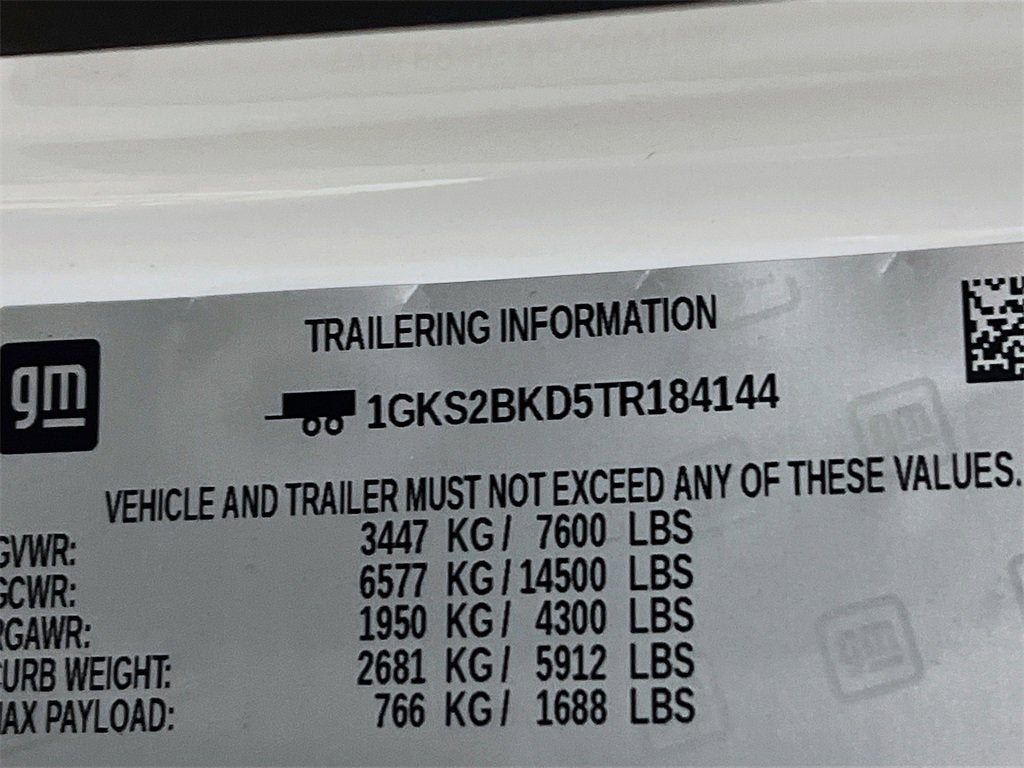 TRAILERING INFORMATION
gm
1GKS2BKD5TR184144
VEHICLE AND TRAILER MUST NOT EXCEED ANY OF THESE VALUES.
GVWR: 3447 KG/ 7600 LBS
GCWR: 6577 KG/14500 LBS
RGAWR: 1950 KG/ 4300 LBS
CURB WEIGHT: 2681 KG/ 5912 LBS
MAX PAYLOAD: 766 KG/ 1688 LBS
gm
gm